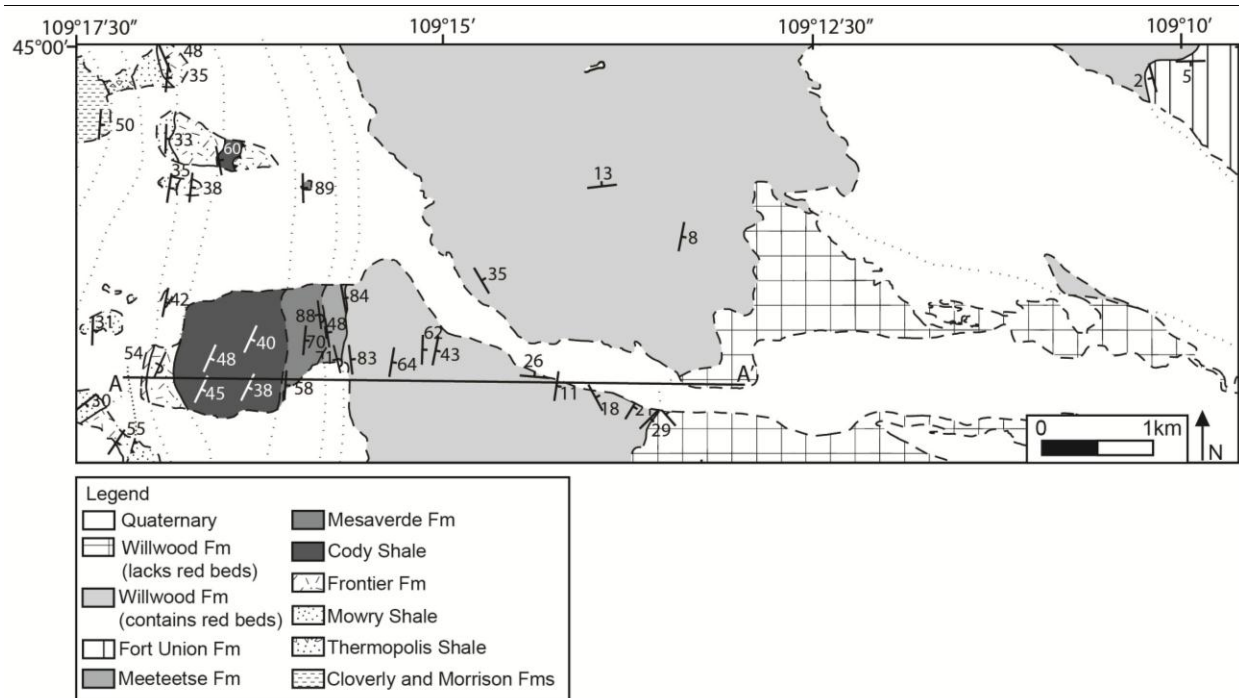 109°17'30" 109°15' 109°12'30" 109°10'
45°00'
48
35
2
5
50
33
60
35
38
89
13
8
35
42
84
88
48
31
70
62
54
40
71
83
43
48
64
26
A
A'
45
38
58
11
30
18
2
55
29
0 1km
N
Legend
Quaternary
Willwood Fm
(lacks red beds)
Willwood Fm
(contains red beds)
Fort Union Fm
Meeteetse Fm
Mesaverde Fm
Cody Shale
Frontier Fm
Mowry Shale
Thermopolis Shale
Cloverly and Morrison Fms